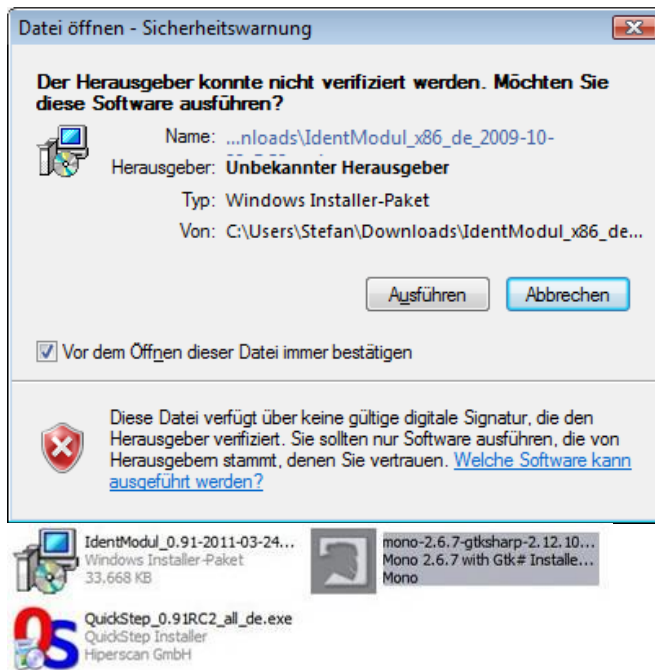 Datei öffnen - Sicherheitswarnung
Der Herausgeber konnte nicht verifiziert werden. Möchten Sie
diese Software ausführen?
Name: ...nloads\IdentModul_x86_de_2009-10-
Herausgeber: Unbekannter Herausgeber
Typ: Windows Installer-Paket
Von: C:\Users\Stefan\Downloads\IdentModul_x86_de...
Ausführen Abbrechen
Vor dem Öffnen dieser Datei immer bestätigen
Diese Datei verfügt über keine gültige digitale Signatur, die den
Herausgeber verifiziert. Sie sollten nur Software ausführen, die von
Herausgebern stammt, denen Sie vertrauen. Welche Software kann
ausgeführt werden?
IdentModul_0.91-2011-03-24...
Windows Installer-Paket
33.668 KB
mono-2.6.7-gtksharp-2.12.10...
Mono 2.6.7 with Gtk# Installe...
Mono
QuickStep_0.91RC2_all_de.exe
QuickStep Installer
Hiperscan GmbH